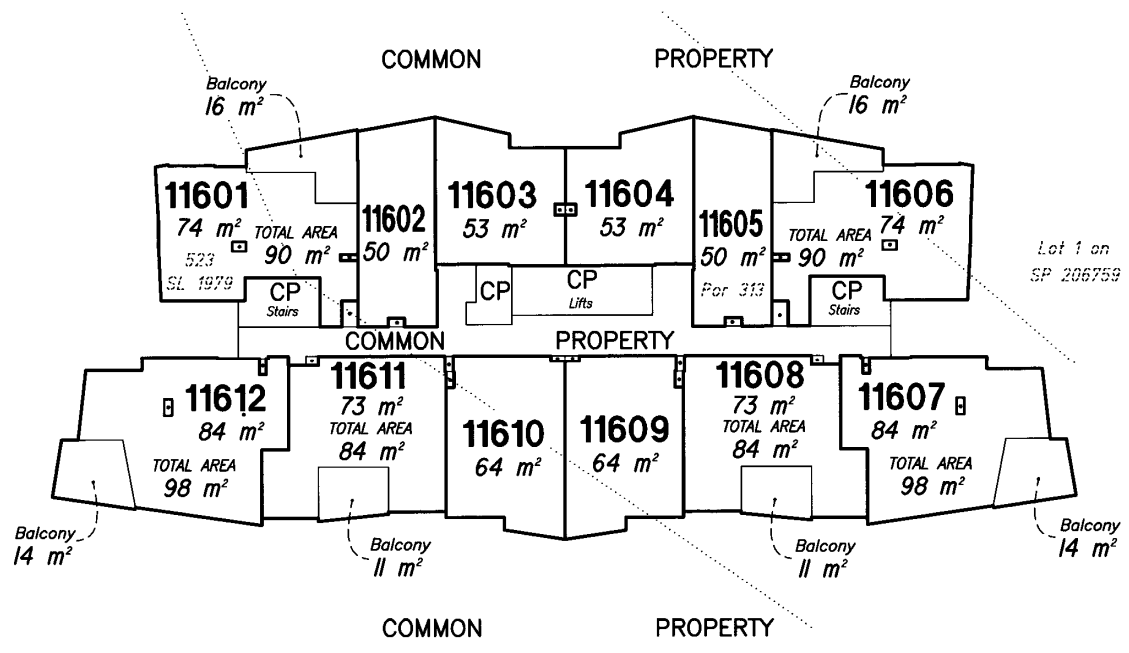 COMMON PROPERTY
Balcony
16 m²
Balcony
16 m²
11601
74 m²
TOTAL AREA
90 m²
523
SL 1979
11602
50 m²
11603
53 m²
11604
53 m²
11605
50 m²
Por 313
11606
74 m²
TOTAL AREA
90 m²
Lot 1 on
SP 206759
CP
Stairs
CP
CP
Lifts
CP
Stairs
COMMON PROPERTY
11612
84 m²
TOTAL AREA
98 m²
11611
73 m²
TOTAL AREA
84 m²
11610
64 m²
11609
64 m²
11608
73 m²
TOTAL AREA
84 m²
11607
84 m²
TOTAL AREA
98 m²
Balcony
14 m²
Balcony
11 m²
Balcony
11 m²
Balcony
14 m²
COMMON PROPERTY